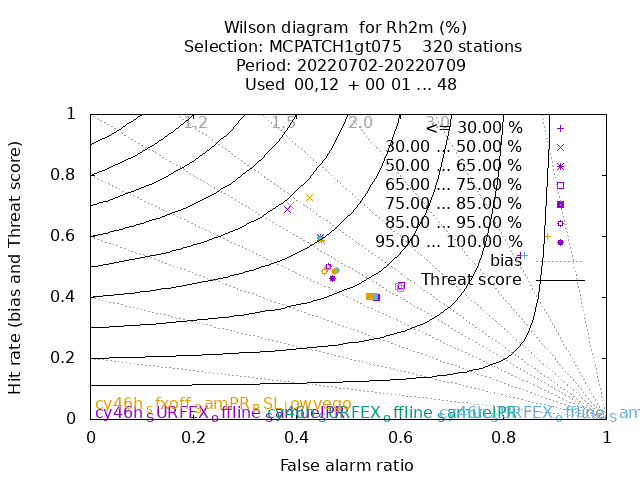 Wilson diagram  for Rh2m (%)
Selection: MCPATCH1gt075    320 stations
Period: 20220702-20220709
Used  00,12  + 00 01 ... 48
Hit rate (bias and Threat score)
1
0.8
0.6
0.4
0.2
0
1.2 1.5 2.0 3.0
<= 30.00 %
30.00 ... 50.00 %
50.00 ... 65.00 %
65.00 ... 75.00 %
75.00 ... 85.00 %
85.00 ... 95.00 %
95.00 ... 100.00 %
bias
Threat score
0 0.2 0.4 0.6 0.8 1
False alarm ratio